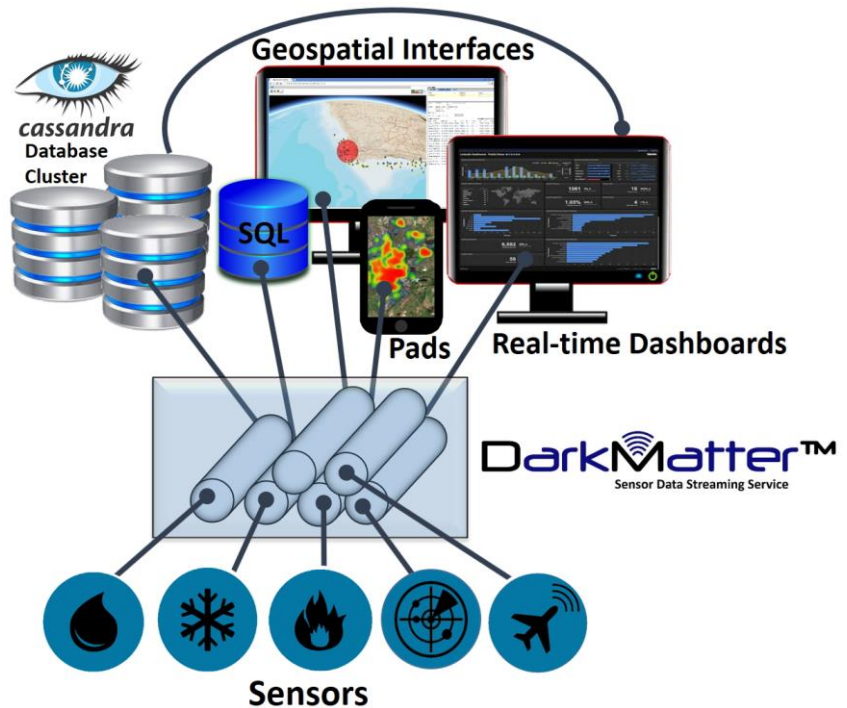 Geospatial Interfaces
cassandra
Database
Cluster
SQL
Pads
Real-time Dashboards
DarkMatter™
Sensor Data Streaming Service
Sensors